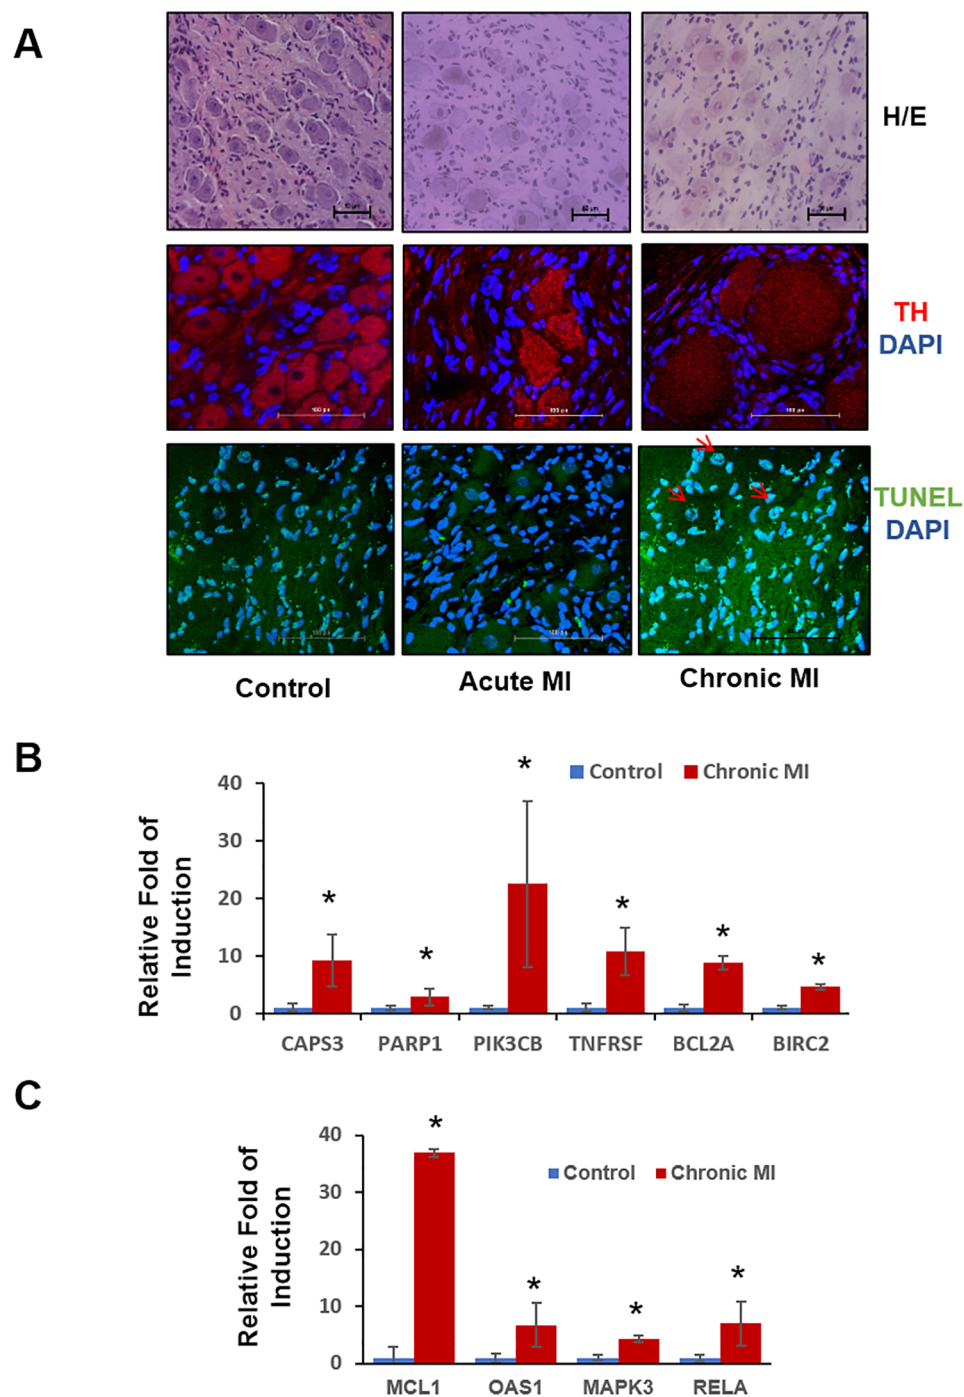 A
H/E
TH
DAPI
TUNEL
DAPI
Control
Acute MI
Chronic MI
B
* Control Chronic MI
Relative Fold of
Induction
40
30
20
10
0
* * * * *
CAPS3 PARP1 PIK3CB TNFRSF BCL2A BIRC2
C
* Control Chronic MI
Relative Fold of
Induction
40
30
20
10
0
* * *
MCL1 OAS1 MAPK3 RELA